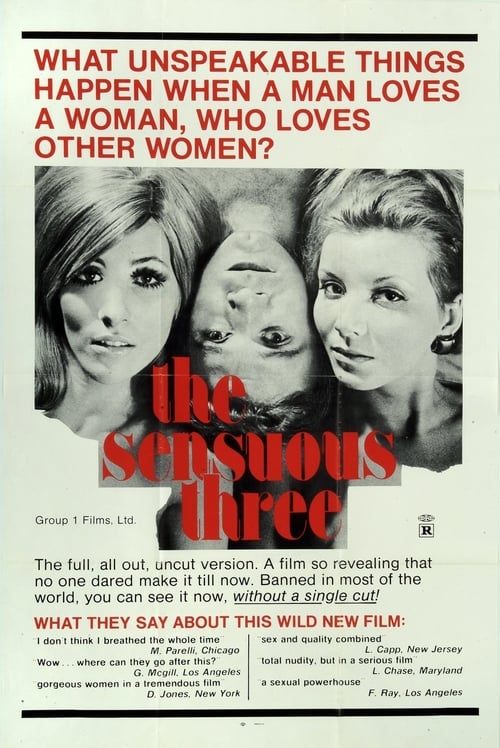 WHAT UNSPEAKABLE THINGS
HAPPEN WHEN A MAN LOVES
A WOMAN, WHO LOVES
OTHER WOMEN?
the
sensuous
three
Group 1 Films, Ltd.
R
The full, all out, uncut version. A film so revealing that
no one dared make it till now. Banned in most of the
world, you can see it now, without a single cut!
WHAT THEY SAY ABOUT THIS WILD NEW FILM:
"I don't think I breathed the whole time"
M. Parelli, Chicago
"Wow... where can they go after this?"
G. Mcgill, Los Angeles
"gorgeous women in a tremendous film"
D. Jones, New York
"sex and quality combined"
L. Capp, New Jersey
"total nudity, but in a serious film"
L. Chase, Maryland
"a sexual powerhouse"
F. Ray, Los Angeles